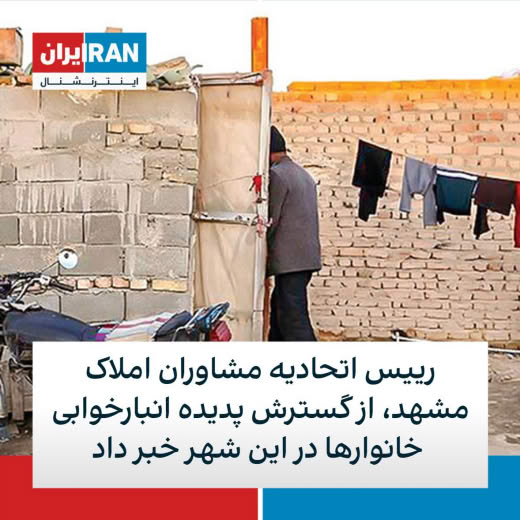 ایران IRAN
اینترنشنال
رییس اتحادیه مشاوران املاک
مشهد، از گسترش پدیده انبارخوابی
خانوارها در این شهر خبر داد